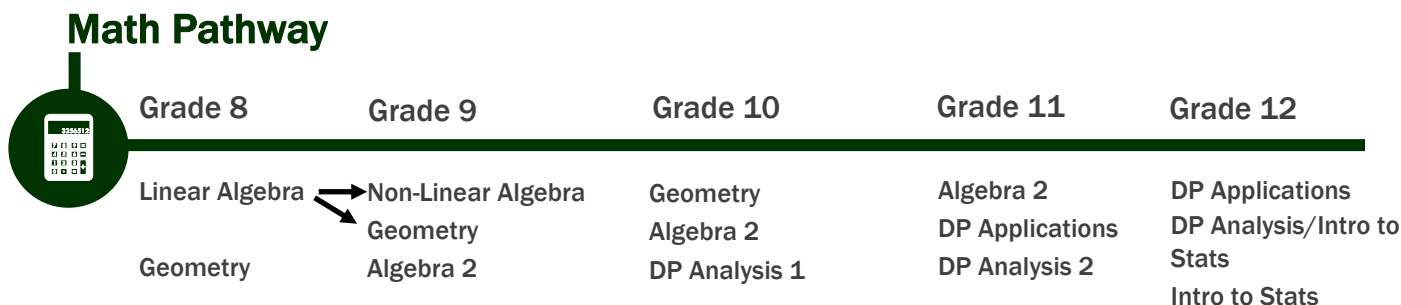 Math Pathway
Grade 8 Grade 9 Grade 10 Grade 11 Grade 12
3256512
Linear Algebra Non-Linear Algebra Geometry Algebra 2 DP Applications
Geometry Algebra 2 DP Applications DP Analysis/Intro to
Stats
Geometry Algebra 2 DP Analysis 1 DP Analysis 2
Intro to Stats